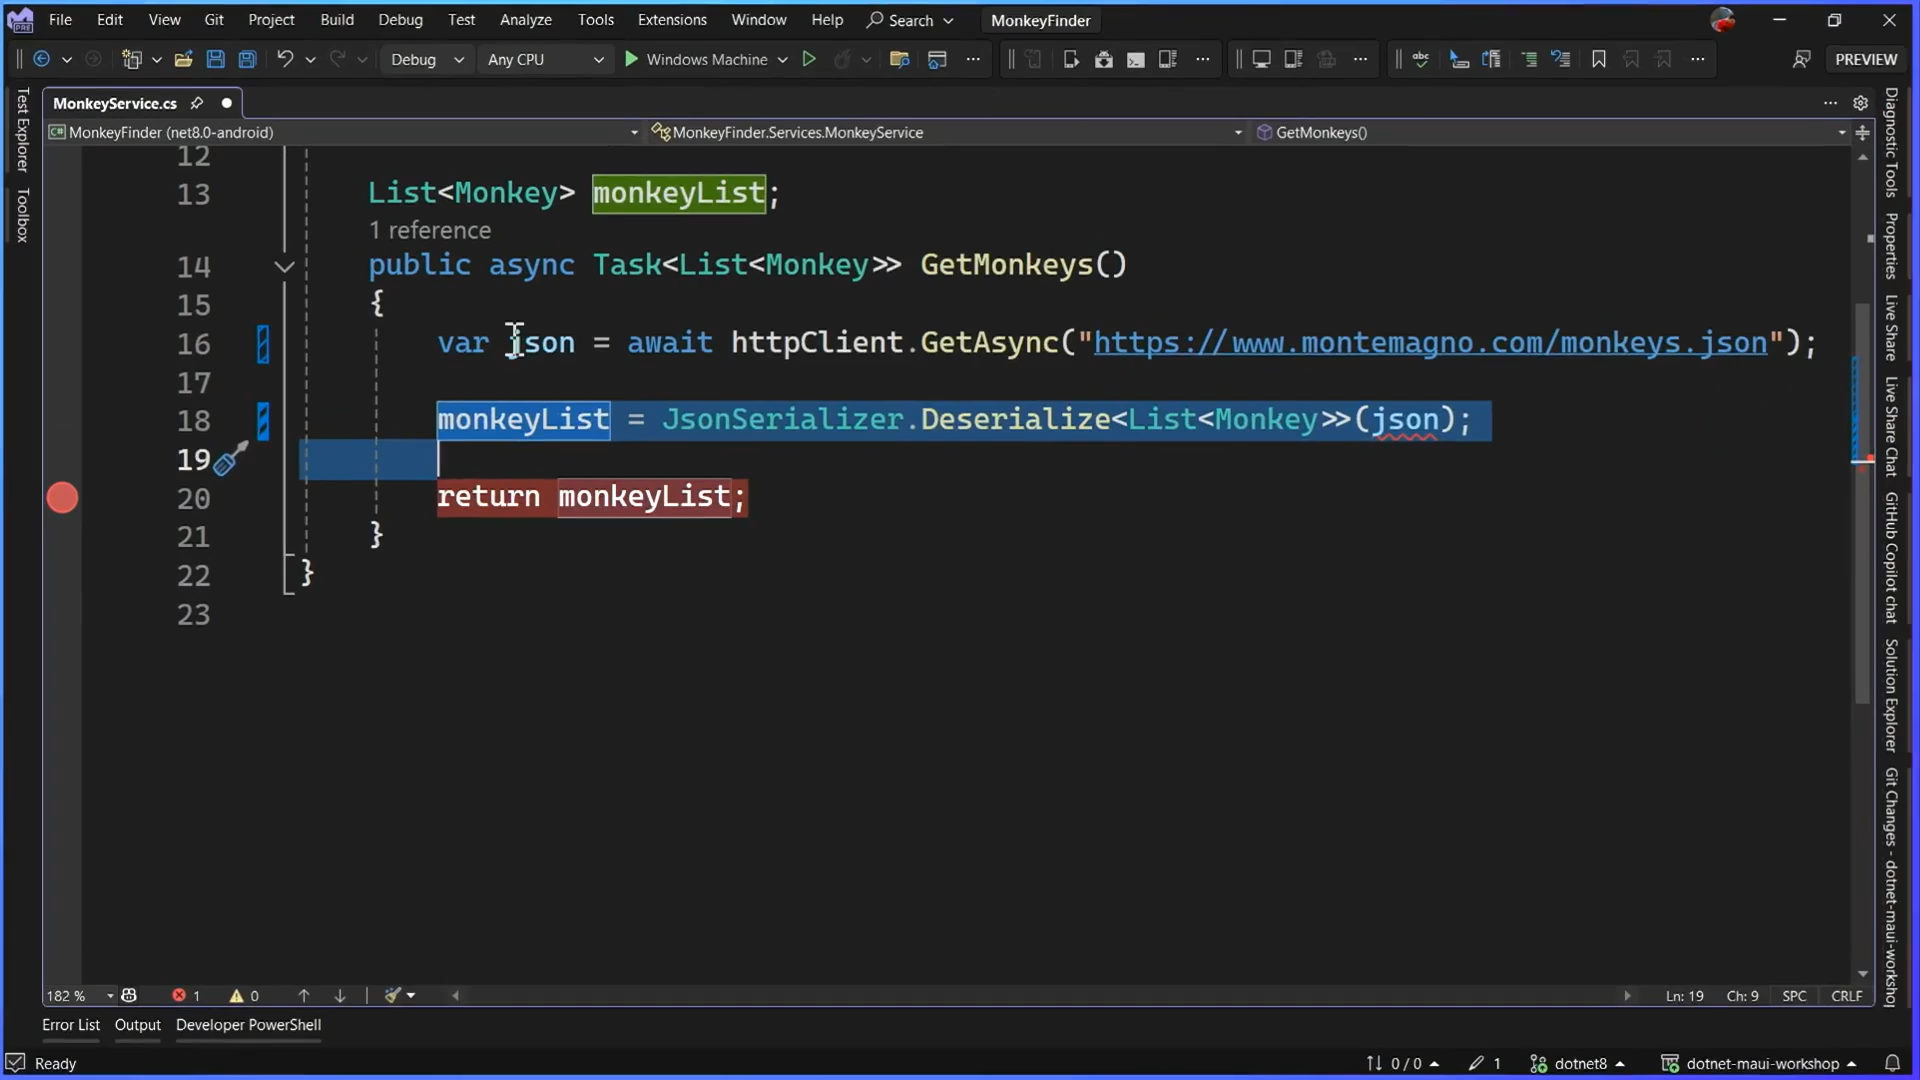 File Edit View Git Project Build Debug Test Analyze Tools Extensions Window Help Search MonkeyFinder
Debug Any CPU Windows Machine PREVIEW
MonkeyService.cs
MonkeyFinder (net8.0-android) MonkeyFinder.Services.MonkeyService GetMonkeys()
12
13 List<Monkey> monkeyList;
1 reference
14 public async Task<List<Monkey>> GetMonkeys()
15 {
16 var json = await httpClient.GetAsync("https://www.montemagno.com/monkeys.json");
17
18 monkeyList = JsonSerializer.Deserialize<List<Monkey>>(json);
19
20 return monkeyList;
21 }
22 }
23
182 % 1 0 Ln: 19 Ch: 9 SPC CRLF
Error List Output Developer PowerShell
Ready 0 / 0 1 dotnet8 dotnet-maui-workshop
Test Explorer
Toolbox
Diagnostic Tools
Properties
Live Share
Live Share Chat
GitHub Copilot chat
Solution Explorer
Git Changes - dotnet-maui-workshop
PRE
abc